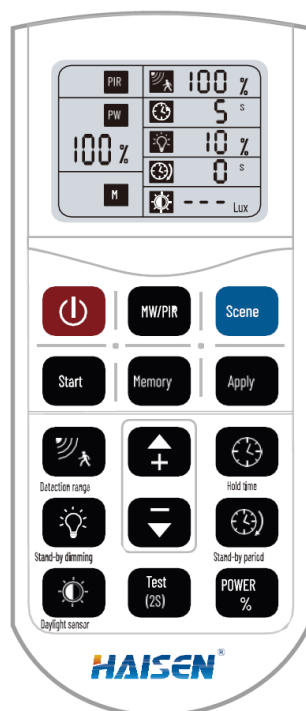 PIR 100 %
PW 5 s
100 % 10 %
0 s
M --- Lux
MW/PIR Scene
Start Memory Apply
Detection range Hold time
+
Stand-by dimming Stand-by period
−
Daylight sensor Test (2S) POWER %
HAISEN®